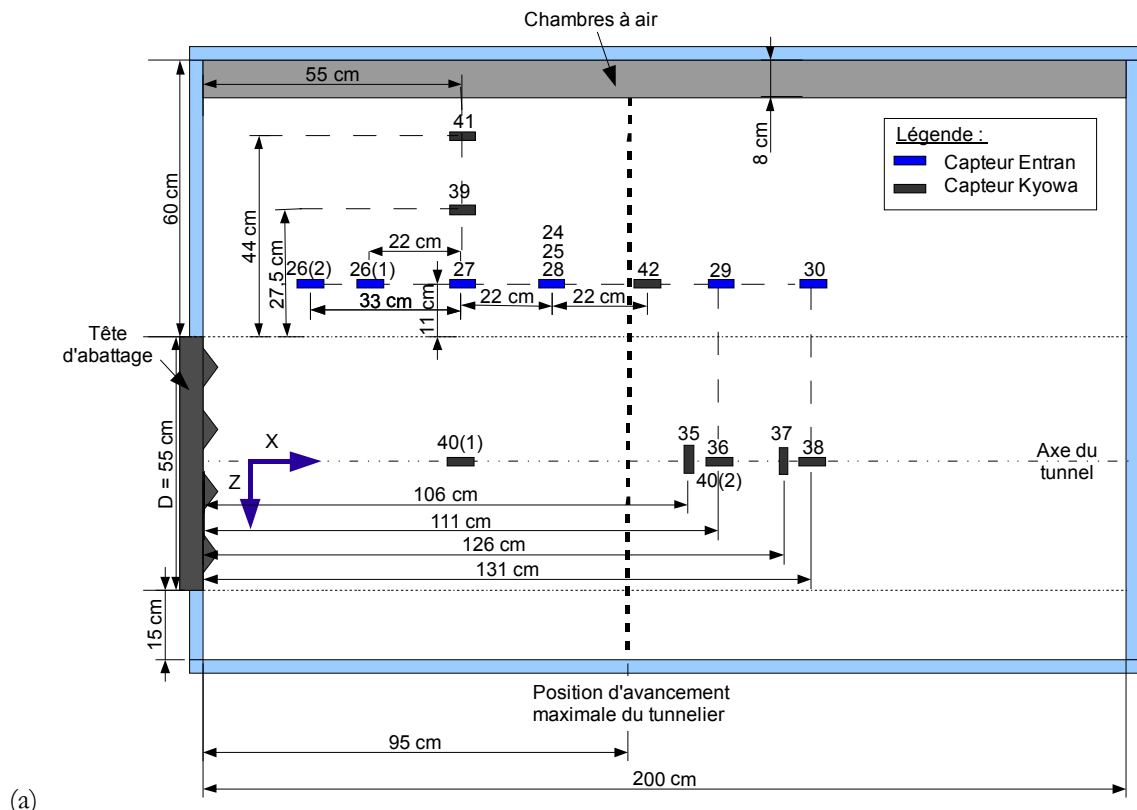 Chambres à air
55 cm
41
8 cm
Légende :
Capteur Entran
Capteur Kyowa
60 cm
44 cm
39
27,5 cm
22 cm
24
25
26(2)
26(1)
27
28
42
29
30
33 cm
11 cm
22 cm
22 cm
Tête
d'abattage
D = 55 cm
X
Z
40(1)
35
36
37
38
40(2)
Axe du
tunnel
106 cm
111 cm
126 cm
131 cm
15 cm
Position d'avancement
maximale du tunnelier
95 cm
200 cm
(a)